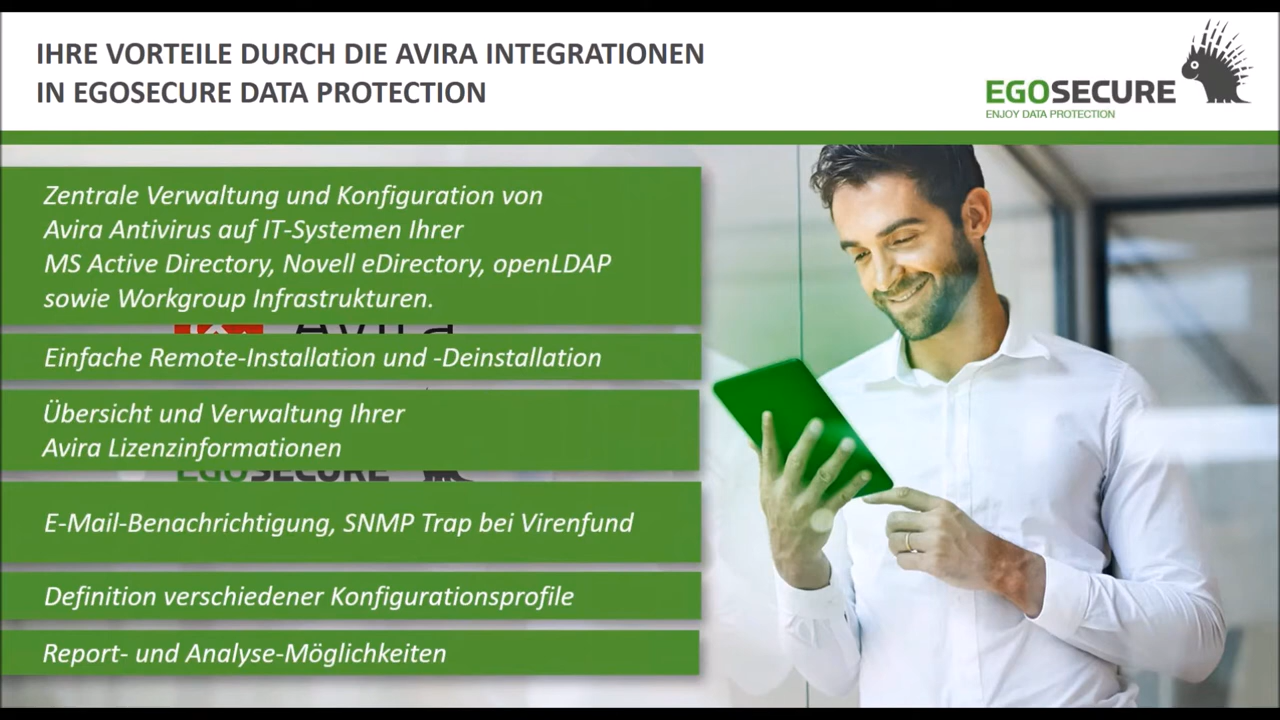 IHRE VORTEILE DURCH DIE AVIRA INTEGRATIONEN
IN EGOSECURE DATA PROTECTION
EGOSECURE
ENJOY DATA PROTECTION
Zentrale Verwaltung und Konfiguration von
Avira Antivirus auf IT-Systemen Ihrer
MS Active Directory, Novell eDirectory, openLDAP
sowie Workgroup Infrastrukturen.
Avira
Einfache Remote-Installation und -Deinstallation
Übersicht und Verwaltung Ihrer
Avira Lizenzinformationen
EGOSECURE
E-Mail-Benachrichtigung, SNMP Trap bei Virenfund
Definition verschiedener Konfigurationsprofile
Report- und Analyse-Möglichkeiten